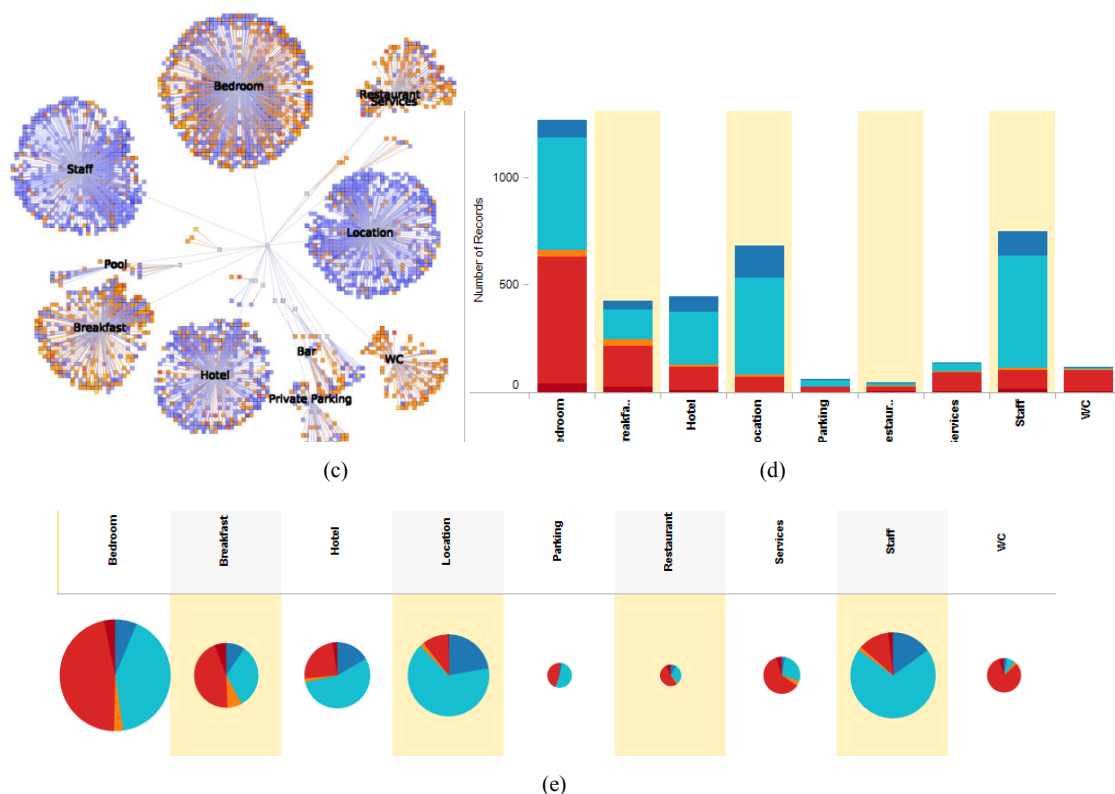 Bedroom
Restaurant
Services
Staff
Location
Pool
Breakfast
Hotel
Bar
WC
Private Parking
(c)
Number of Records
1000
500
0
edroom
reakfa..
Hotel
ocation
Parking
estaur..
ervices
Staff
WC
(d)
Bedroom
Breakfast
Hotel
Location
Parking
Restaurant
Services
Staff
WC
(e)